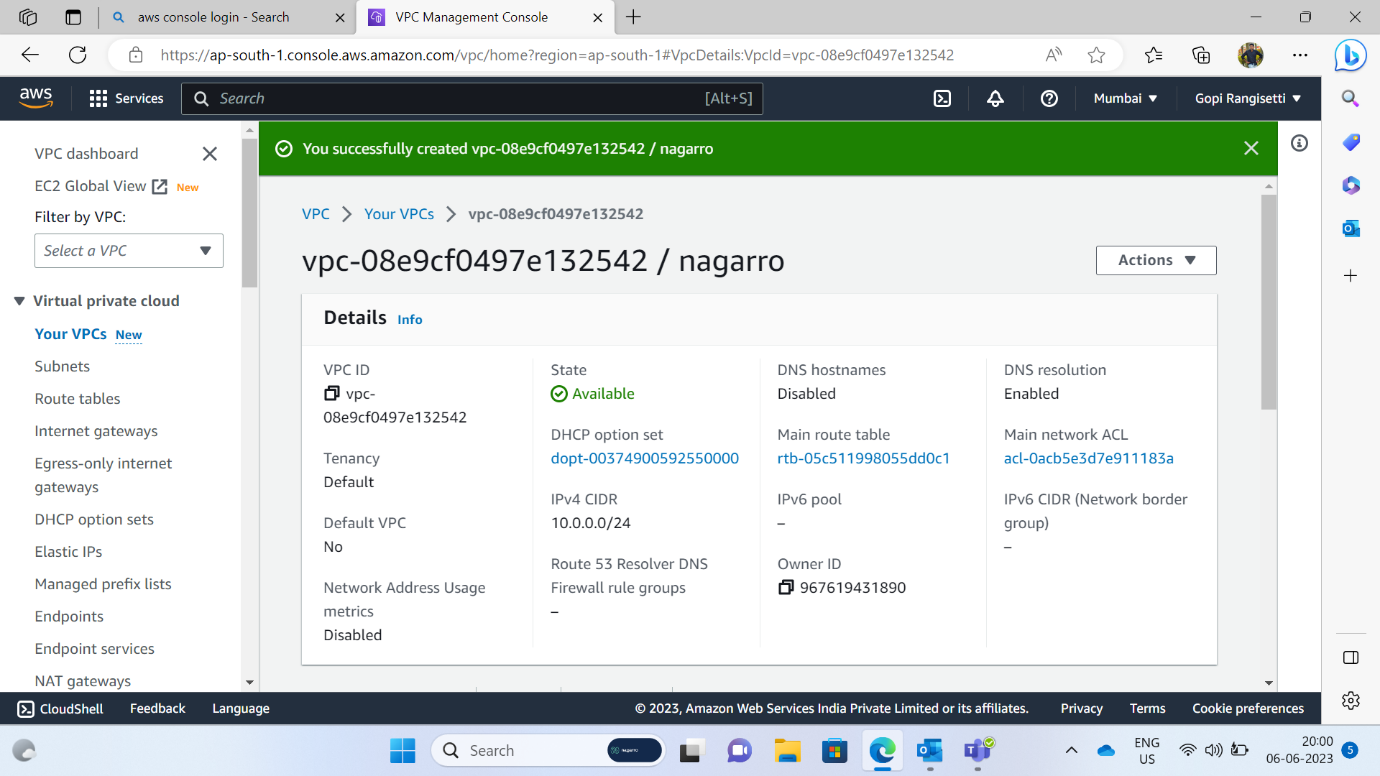 aws console login - Search
VPC Management Console
https://ap-south-1.console.aws.amazon.com/vpc/home?region=ap-south-1#VpcDetails:VpcId=vpc-08e9cf0497e132542
aws
Services
Search
[Alt+S]
Mumbai
Gopi Rangisetti
VPC dashboard
EC2 Global View New
Filter by VPC:
Select a VPC
Virtual private cloud
Your VPCs New
Subnets
Route tables
Internet gateways
Egress-only internet
gateways
DHCP option sets
Elastic IPs
Managed prefix lists
Endpoints
Endpoint services
NAT gateways
You successfully created vpc-08e9cf0497e132542 / nagarro
VPC
Your VPCs
vpc-08e9cf0497e132542
vpc-08e9cf0497e132542 / nagarro
Actions
Details Info
VPC ID
vpc-
08e9cf0497e132542
Tenancy
Default
Default VPC
No
Network Address Usage
metrics
Disabled
State
Available
DHCP option set
dopt-00374900592550000
IPv4 CIDR
10.0.0.0/24
Route 53 Resolver DNS
Firewall rule groups
–
DNS hostnames
Disabled
Main route table
rtb-05c511998055dd0c1
IPv6 pool
–
Owner ID
967619431890
DNS resolution
Enabled
Main network ACL
acl-0acb5e3d7e911183a
IPv6 CIDR (Network border
group)
–
CloudShell
Feedback
Language
© 2023, Amazon Web Services India Private Limited or its affiliates.
Privacy
Terms
Cookie preferences
Search
ENG
US
20:00
06-06-2023
5